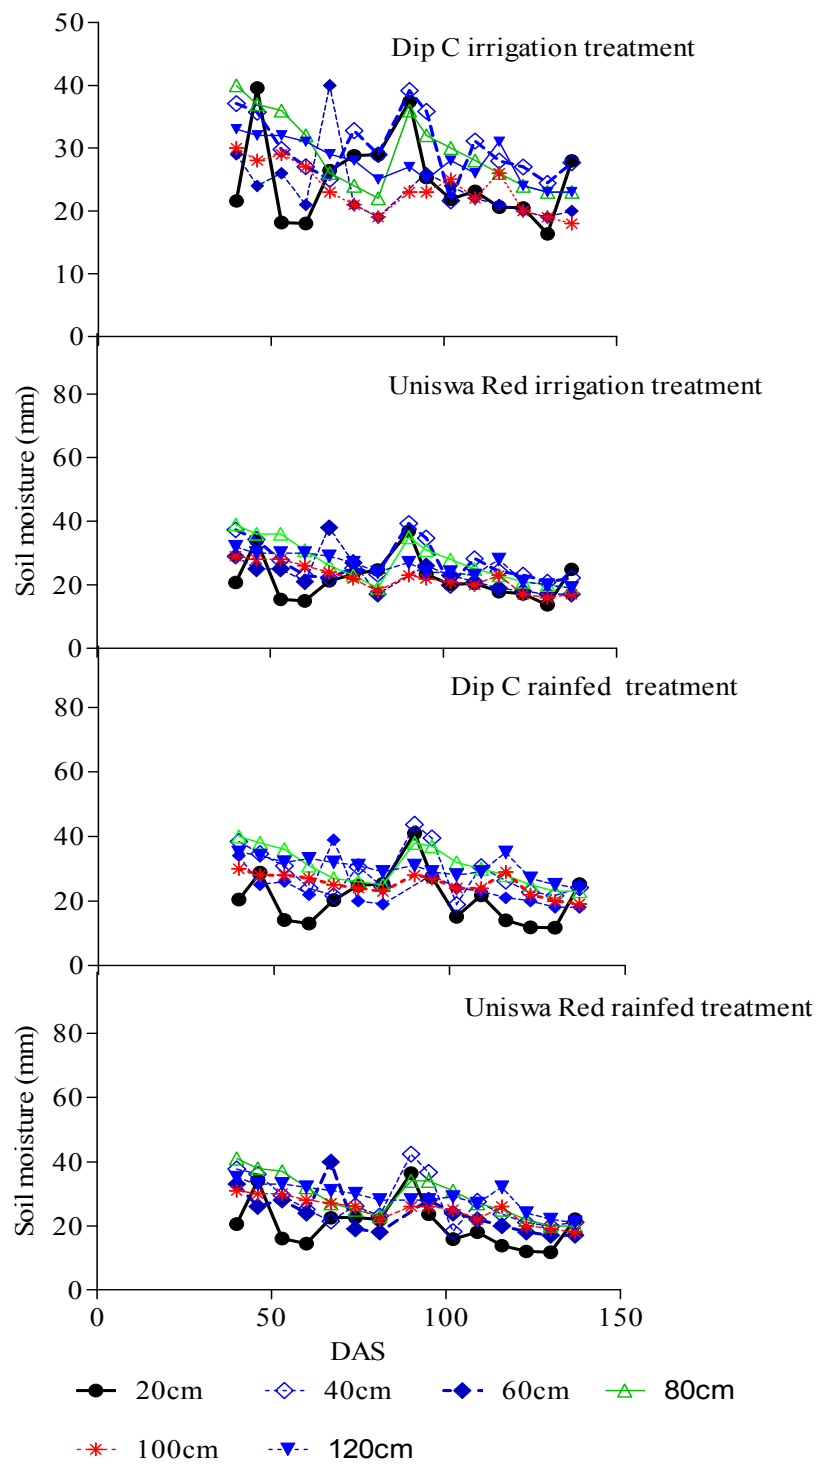 50
Dip C irrigation treatment
40
30
20
10
0
Uniswa Red irrigation treatment
80
60
40
20
0
Soil moisture (mm)
Dip C rainfed treatment
80
60
40
20
0
Uniswa Red rainfed treatment
80
60
40
20
0
Soil moisture (mm)
0 50 100 150
DAS
20cm 40cm 60cm 80cm
100cm 120cm